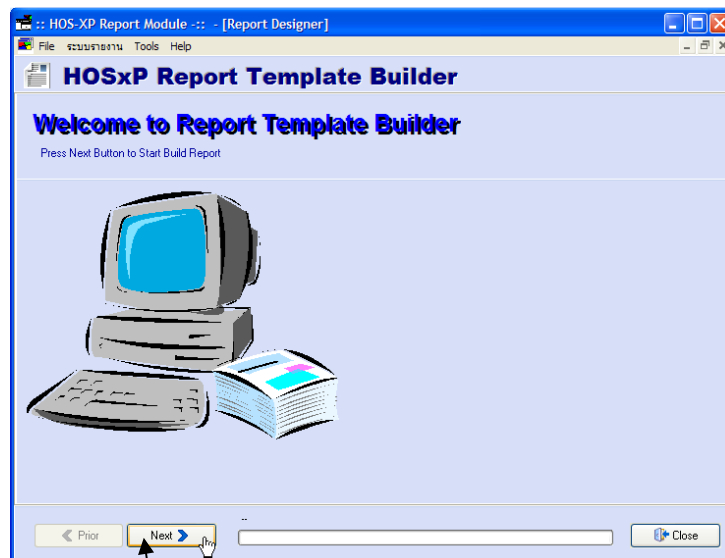 :: HOS-XP Report Module -:: - [Report Designer]
File ระบบรายงาน Tools Help
HOSxP Report Template Builder
Welcome to Report Template Builder
Press Next Button to Start Build Report
--
Prior Next Close